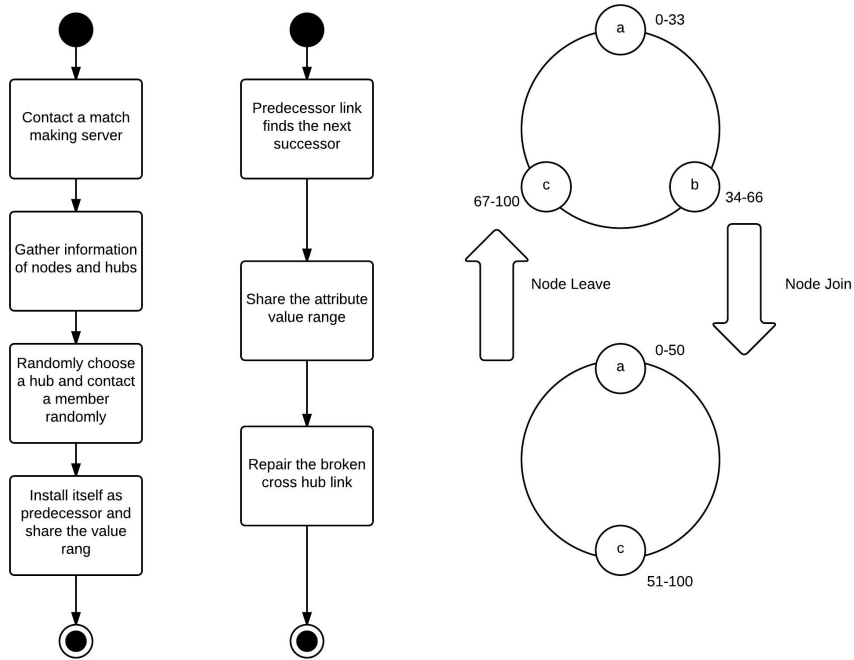 Contact a match
making server
Gather information
of nodes and hubs
Randomly choose
a hub and contact
a member
randomly
Install itself as
predecessor and
share the value
rang
Predecessor link
finds the next
successor
Share the attribute
value range
Repair the broken
cross hub link
a
0-33
c
b
67-100
34-66
Node Leave
Node Join
0-50
a
c
51-100